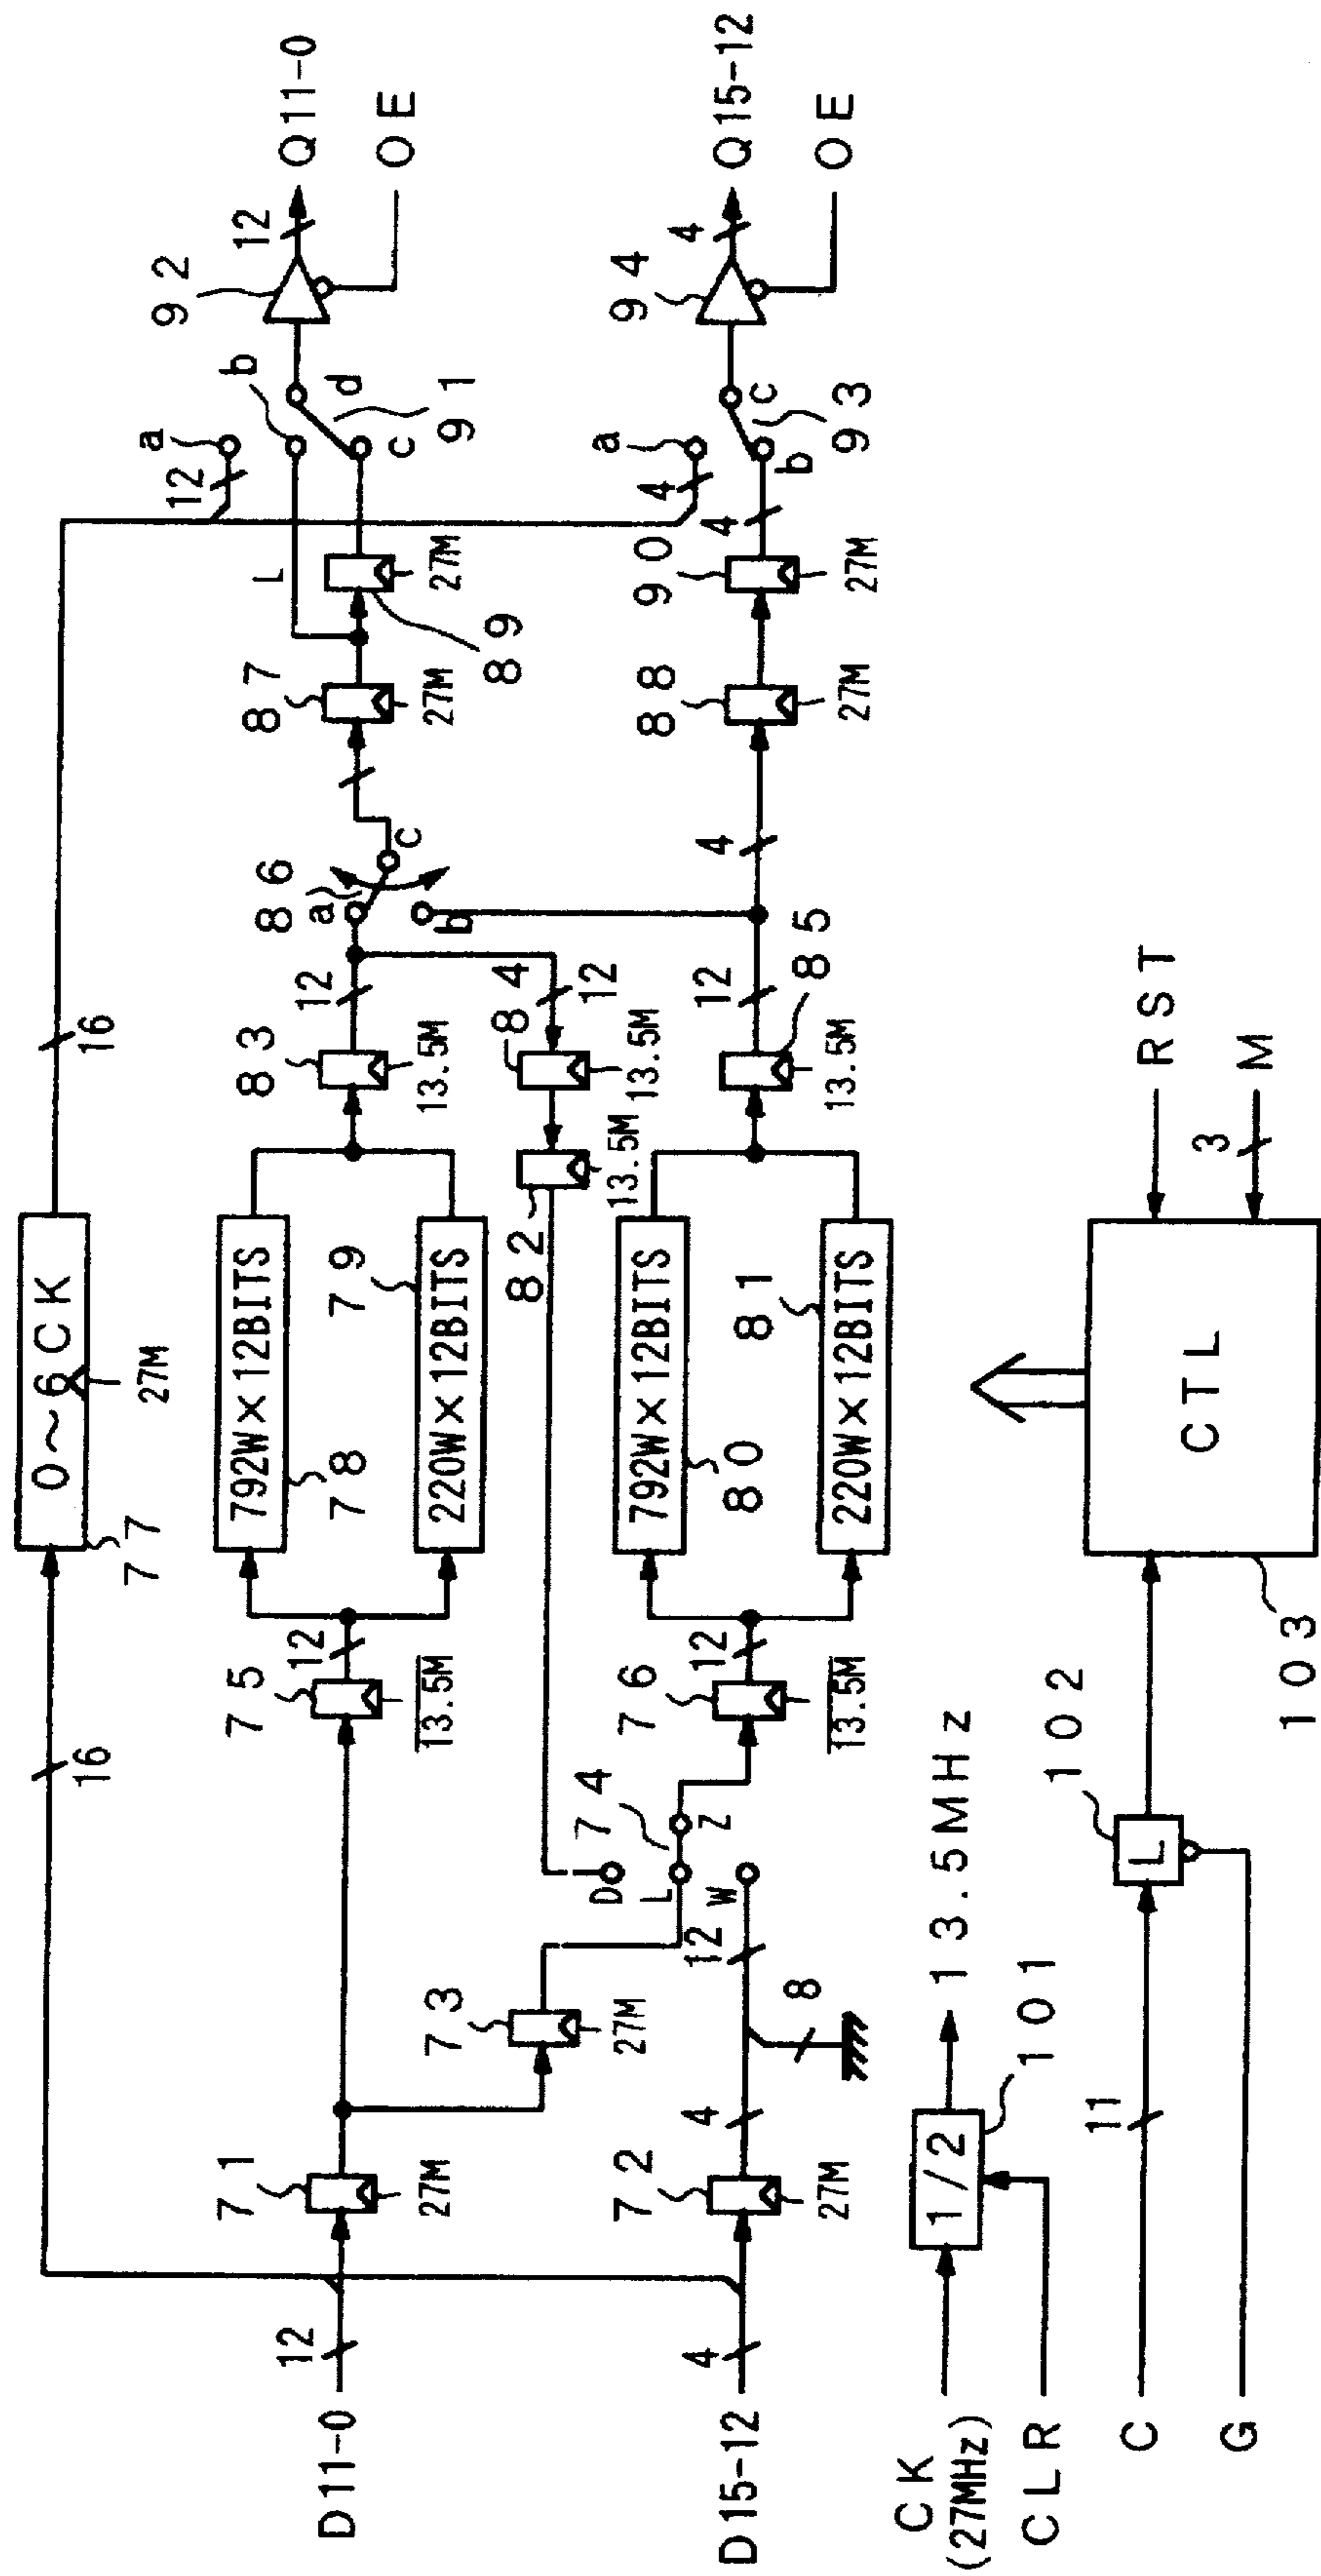 16
0~6CK
27M
77
16
D11-0
12
71
27M
75
12
13.5M
792W×12BITS
78
220W×12BITS
79
83
12
13.5M
86
a
b
c
87
27M
L
89
27M
12
a
b
c
d
91
92
12
Q11-0
OE
73
27M
74
D
L
W
Z
82
13.5M
84
12
13.5M
D15-12
4
72
27M
4
8
12
76
12
13.5M
792W×12BITS
80
220W×12BITS
81
85
12
13.5M
4
88
27M
90
27M
4
4
a
b
c
93
94
4
Q15-12
OE
CK
(27MHz)
CLR
1/2
101
13.5MHz
C
11
G
L
102
CTL
103
RST
3
M